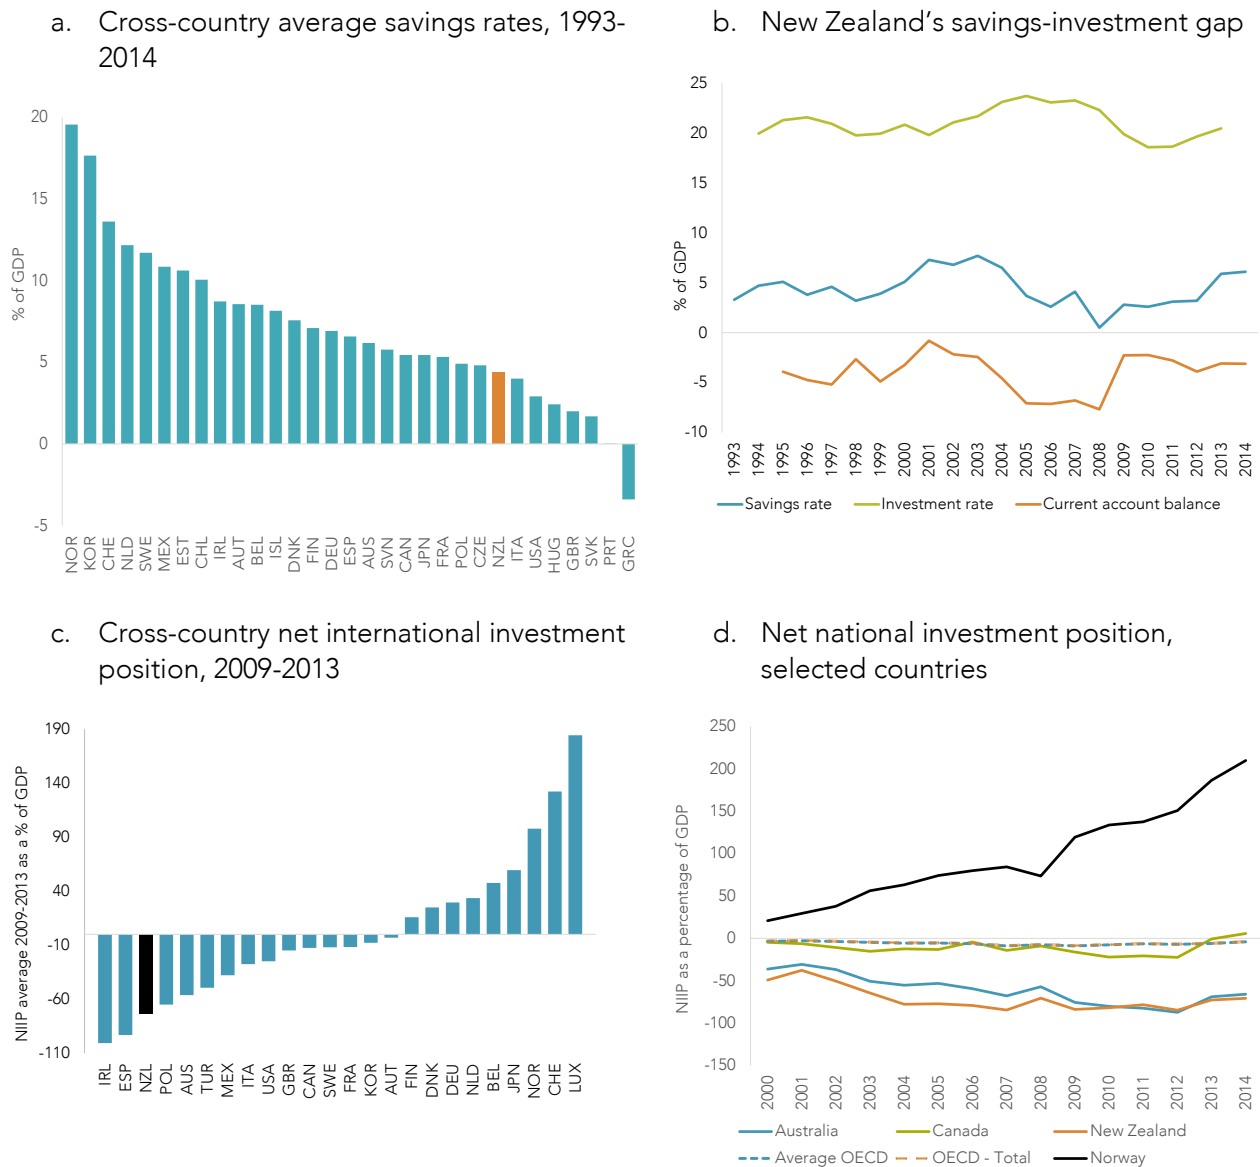 a. Cross-country average savings rates, 1993-
2014
% of GDP
20
15
10
5
0
-5
NOR KOR CHE NLD SWE MEX EST CHL IRL AUT BEL ISL DNK FIN DEU ESP AUS SVN CAN JPN FRA POL CZE NZL ITA USA HUG GBR SVK PRT GRC
b. New Zealand's savings-investment gap
% of GDP
25
20
15
10
5
0
-5
-10
1993 1994 1995 1996 1997 1998 1999 2000 2001 2002 2003 2004 2005 2006 2007 2008 2009 2010 2011 2012 2013 2014
Savings rate Investment rate Current account balance
c. Cross-country net international investment
position, 2009-2013
NIIP average 2009-2013 as a % of GDP
190
140
90
40
-10
-60
-110
IRL ESP NZL POL AUS TUR MEX ITA USA GBR CAN SWE FRA KOR AUT FIN DNK DEU NLD BEL JPN NOR CHE LUX
d. Net national investment position,
selected countries
NIIP as a percentage of GDP
250
200
150
100
50
0
-50
-100
-150
2000 2001 2002 2003 2004 2005 2006 2007 2008 2009 2010 2011 2012 2013 2014
Australia Canada New Zealand
Average OECD OECD - Total Norway